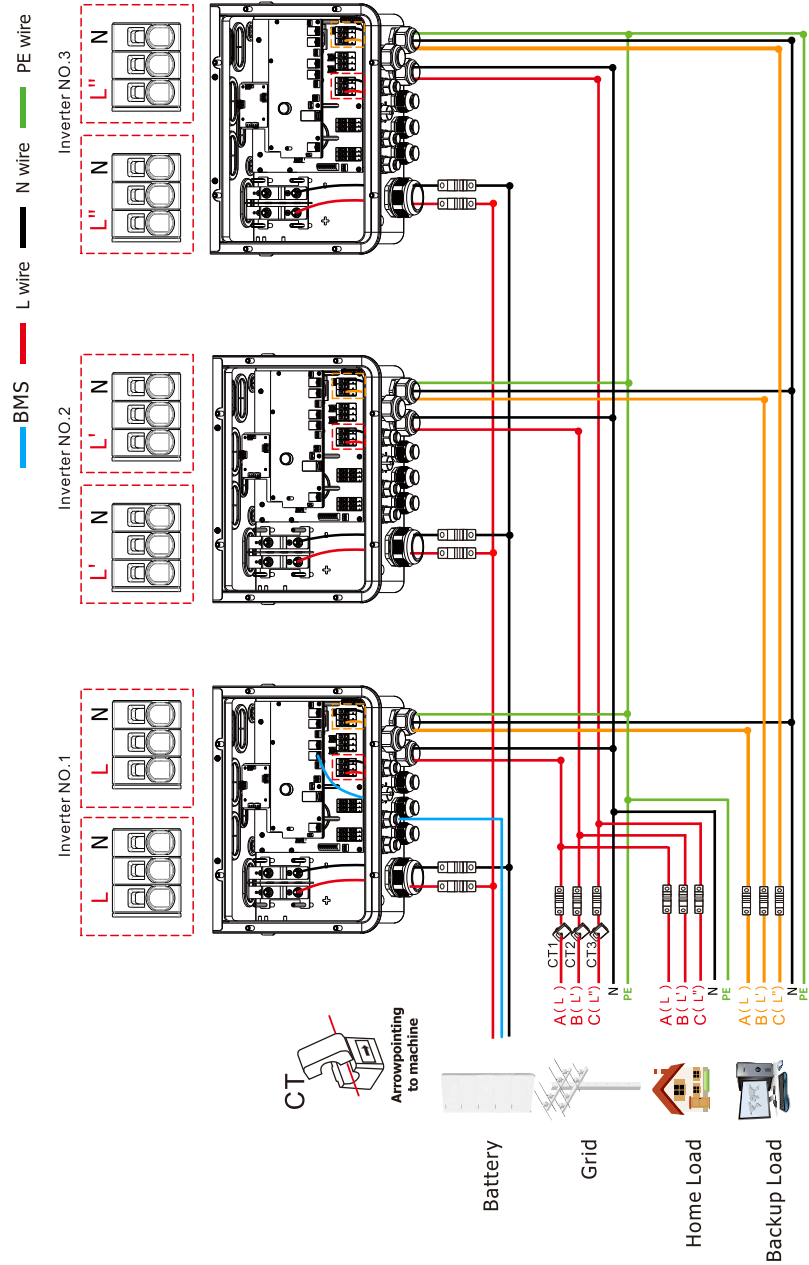 BMS
L wire
N wire
PE wire
Inverter NO.1
Inverter NO.2
Inverter NO.3
L
N
L
N
L'
N
L'
N
L''
N
L''
N
+
+
+
CT
Arrowpointing
to machine
Battery
Grid
CT1
CT2
CT3
A( L )
B( L')
C( L'')
N
PE
Home Load
A( L )
B( L')
C( L'')
N
PE
Backup Load
A( L )
B( L')
C( L'')
N
PE